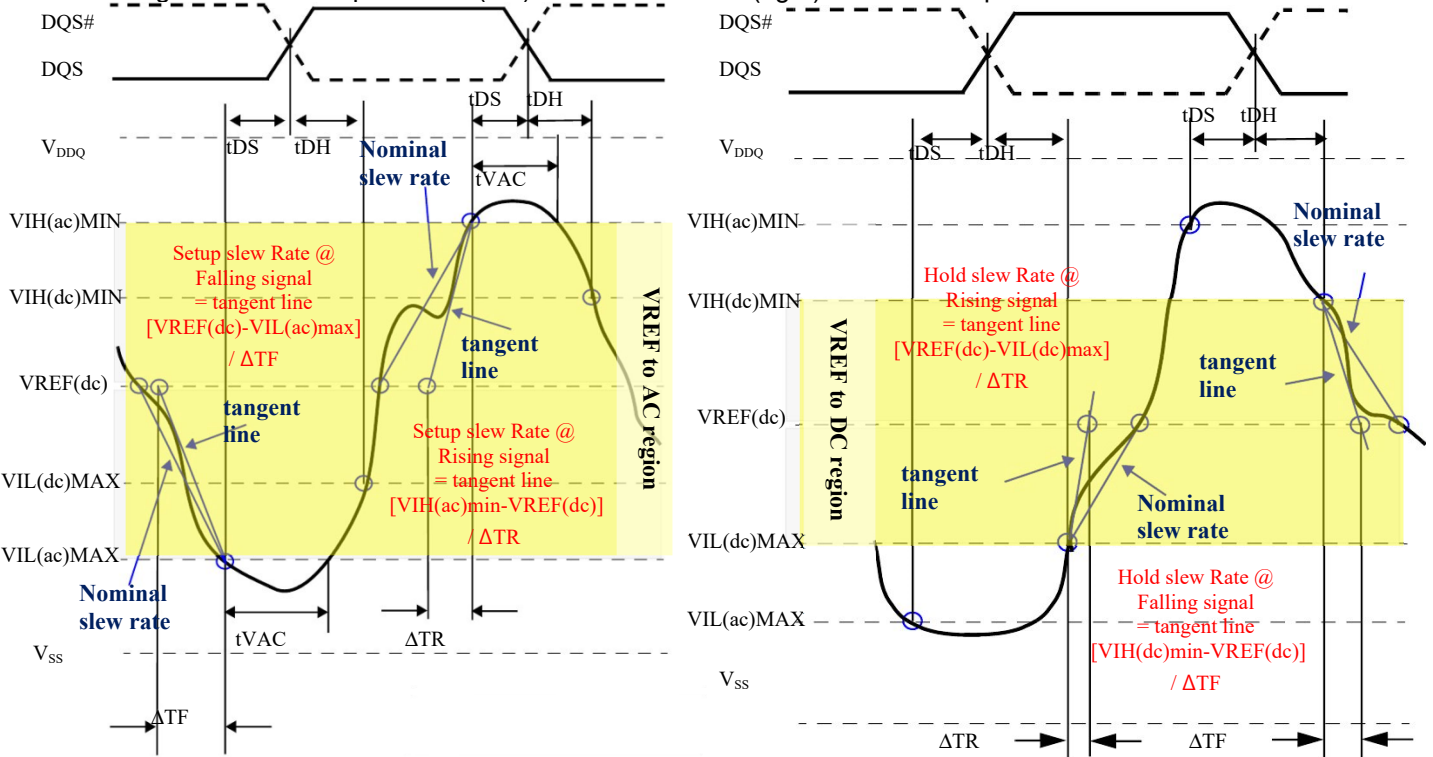 DQS#
DQS
tDS
tDH
tDS
tDH
V_DDQ
Nominal
slew rate
tVAC
VIH(ac)MIN
Setup slew Rate @
Falling signal
= tangent line
[VREF(dc)-VIL(ac)max]
/ ΔTF
VIH(dc)MIN
tangent
line
VREF(dc)
tangent
line
Setup slew Rate @
Rising signal
= tangent line
[VIH(ac)min-VREF(dc)]
/ ΔTR
VREF to AC region
VIL(dc)MAX
VIL(ac)MAX
Nominal
slew rate
tVAC
ΔTR
V_SS
ΔTF
DQS#
DQS
tDS
tDH
tDS
tDH
V_DDQ
VIH(ac)MIN
Nominal
slew rate
Hold slew Rate @
Rising signal
= tangent line
[VREF(dc)-VIL(dc)max]
/ ΔTR
VIH(dc)MIN
VREF to DC region
tangent
line
VREF(dc)
tangent
line
Nominal
slew rate
VIL(dc)MAX
Hold slew Rate @
Falling signal
= tangent line
[VIH(dc)min-VREF(dc)]
/ ΔTF
VIL(ac)MAX
V_SS
ΔTR
ΔTF